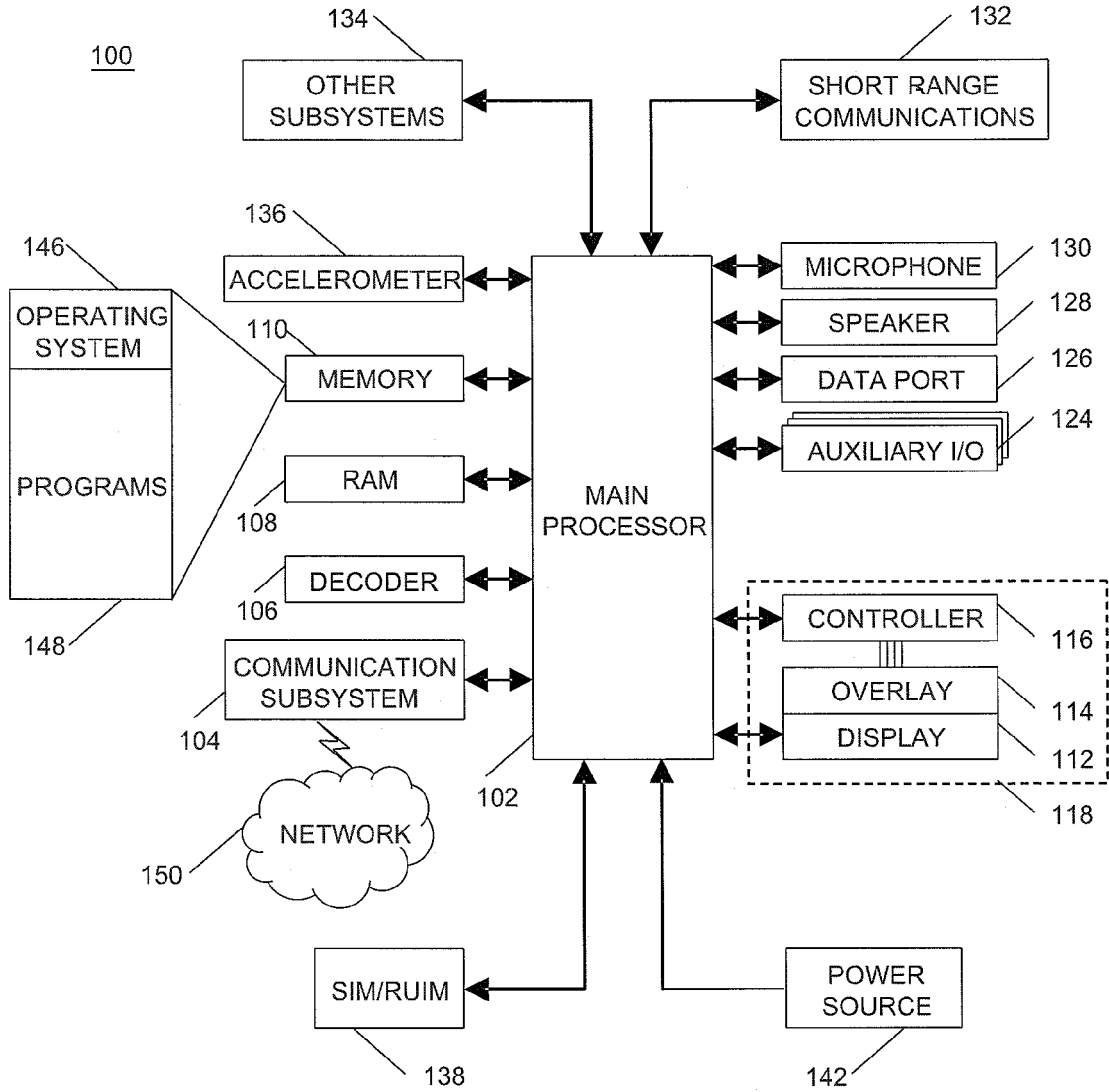 134
132
100
OTHER
SUBSYSTEMS
SHORT RANGE
COMMUNICATIONS
136
146
ACCELEROMETER
MICROPHONE
130
OPERATING
SYSTEM
110
SPEAKER
128
MEMORY
DATA PORT
126
124
AUXILIARY I/O
PROGRAMS
RAM
MAIN
PROCESSOR
108
DECODER
106
CONTROLLER
116
148
COMMUNICATION
SUBSYSTEM
OVERLAY
114
104
DISPLAY
112
102
118
NETWORK
150
SIM/RUIM
POWER
SOURCE
138
142